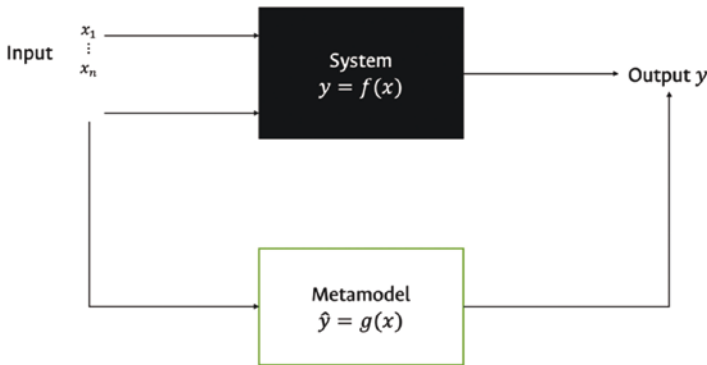 Input
x₁
⋮
xₙ
System
y = f(x)
Output y
Metamodel
ŷ = g(x)